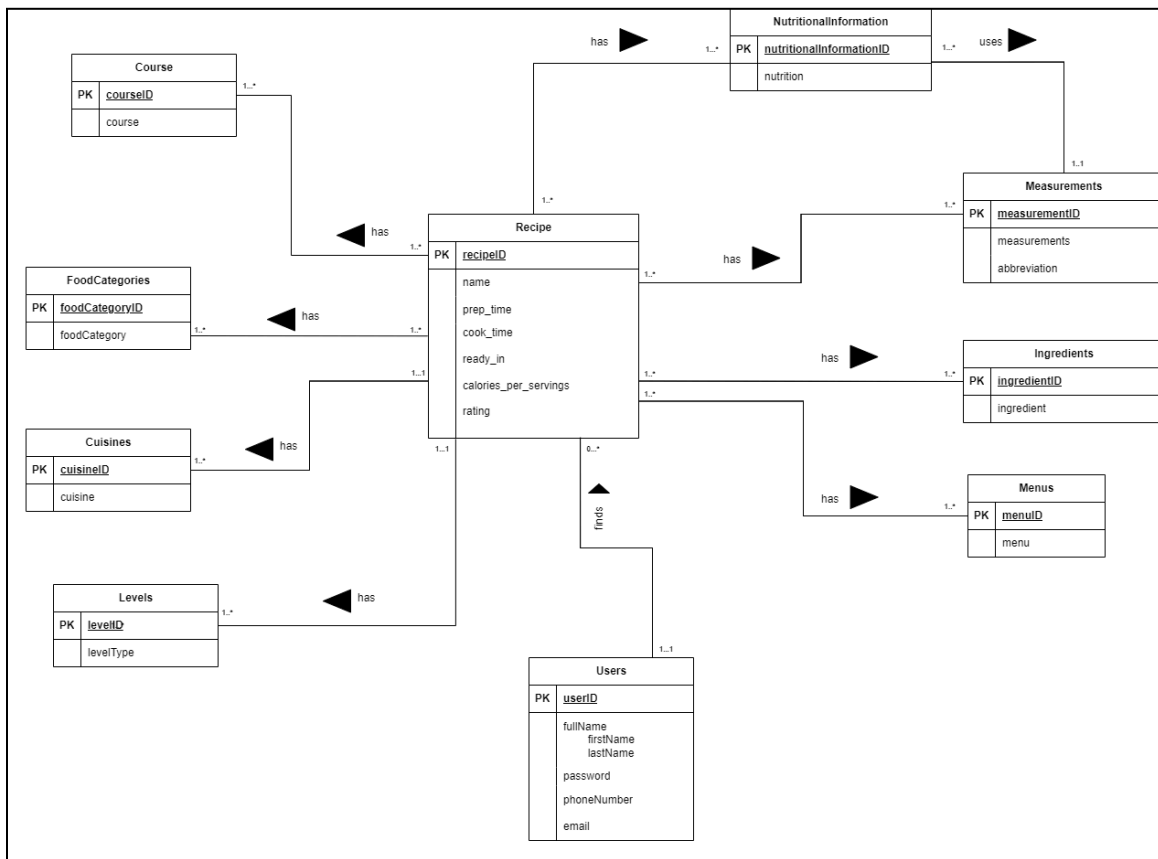 NutritionalInformation
PK nutritionalInformationID
nutrition
has
1...*
1...*
uses
Course
PK courseID
course
1...*
has
1..*
1..*
1..1
Measurements
PK measurementID
measurements
abbreviation
1..*
has
1..*
Recipe
PK recipeID
name
prep_time
cook_time
ready_in
calories_per_servings
rating
FoodCategories
PK foodCategoryID
foodCategory
1..*
has
1..*
Ingredients
PK ingredientID
ingredient
has
1..*
1..*
1..*
1...1
Cuisines
PK cuisineID
cuisine
has
1..*
1...1
0...*
finds
Menus
PK menuID
menu
has
1..*
Levels
PK levelID
levelType
has
1..*
1...1
Users
PK userID
fullName
firstName
lastName
password
phoneNumber
email